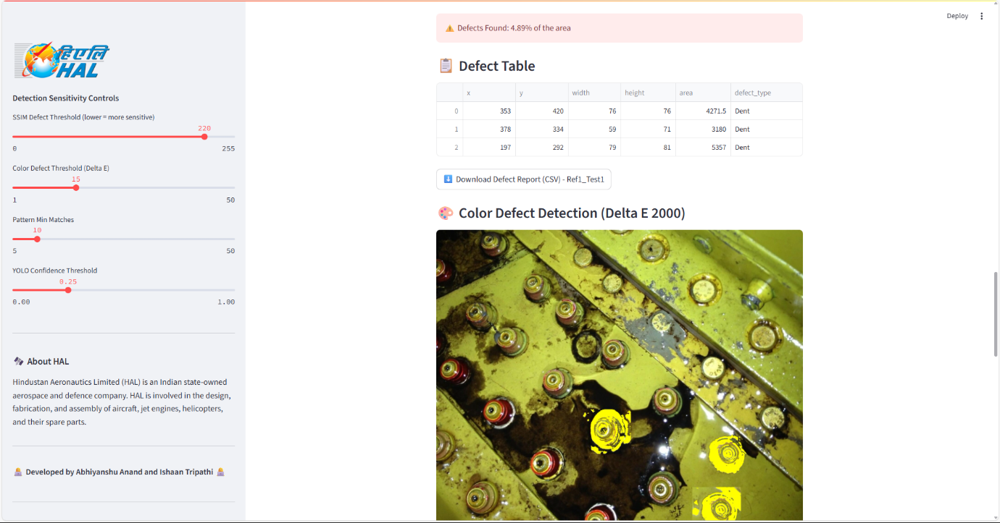 Deploy
हिएलि
HAL
Detection Sensitivity Controls
SSIM Defect Threshold (lower = more sensitive)
220
0 255
Color Defect Threshold (Delta E)
15
1 50
Pattern Min Matches
10
5 50
YOLO Confidence Threshold
0.25
0.00 1.00
About HAL
Hindustan Aeronautics Limited (HAL) is an Indian state-owned
aerospace and defence company. HAL is involved in the design,
fabrication, and assembly of aircraft, jet engines, helicopters,
and their spare parts.
Developed by Abhiyanshu Anand and Ishaan Tripathi
Defects Found: 4.89% of the area
Defect Table
x y width height area defect_type
0 353 420 76 76 4271.5 Dent
1 378 334 59 71 3180 Dent
2 197 292 79 81 5357 Dent
Download Defect Report (CSV) - Ref1_Test1
Color Defect Detection (Delta E 2000)